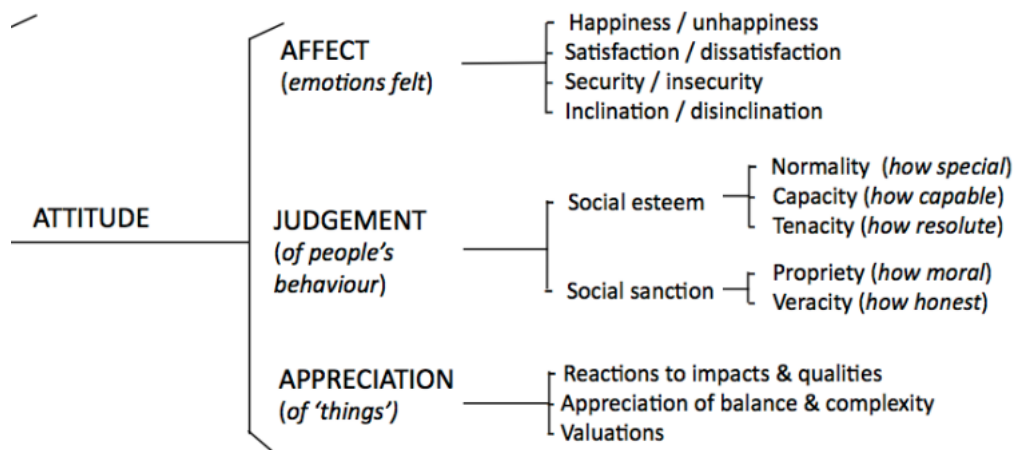 ATTITUDE
AFFECT
(emotions felt)
Happiness / unhappiness
Satisfaction / dissatisfaction
Security / insecurity
Inclination / disinclination
JUDGEMENT
(of people’s
behaviour)
Social esteem
Normality (how special)
Capacity (how capable)
Tenacity (how resolute)
Social sanction
Propriety (how moral)
Veracity (how honest)
APPRECIATION
(of ‘things’)
Reactions to impacts & qualities
Appreciation of balance & complexity
Valuations